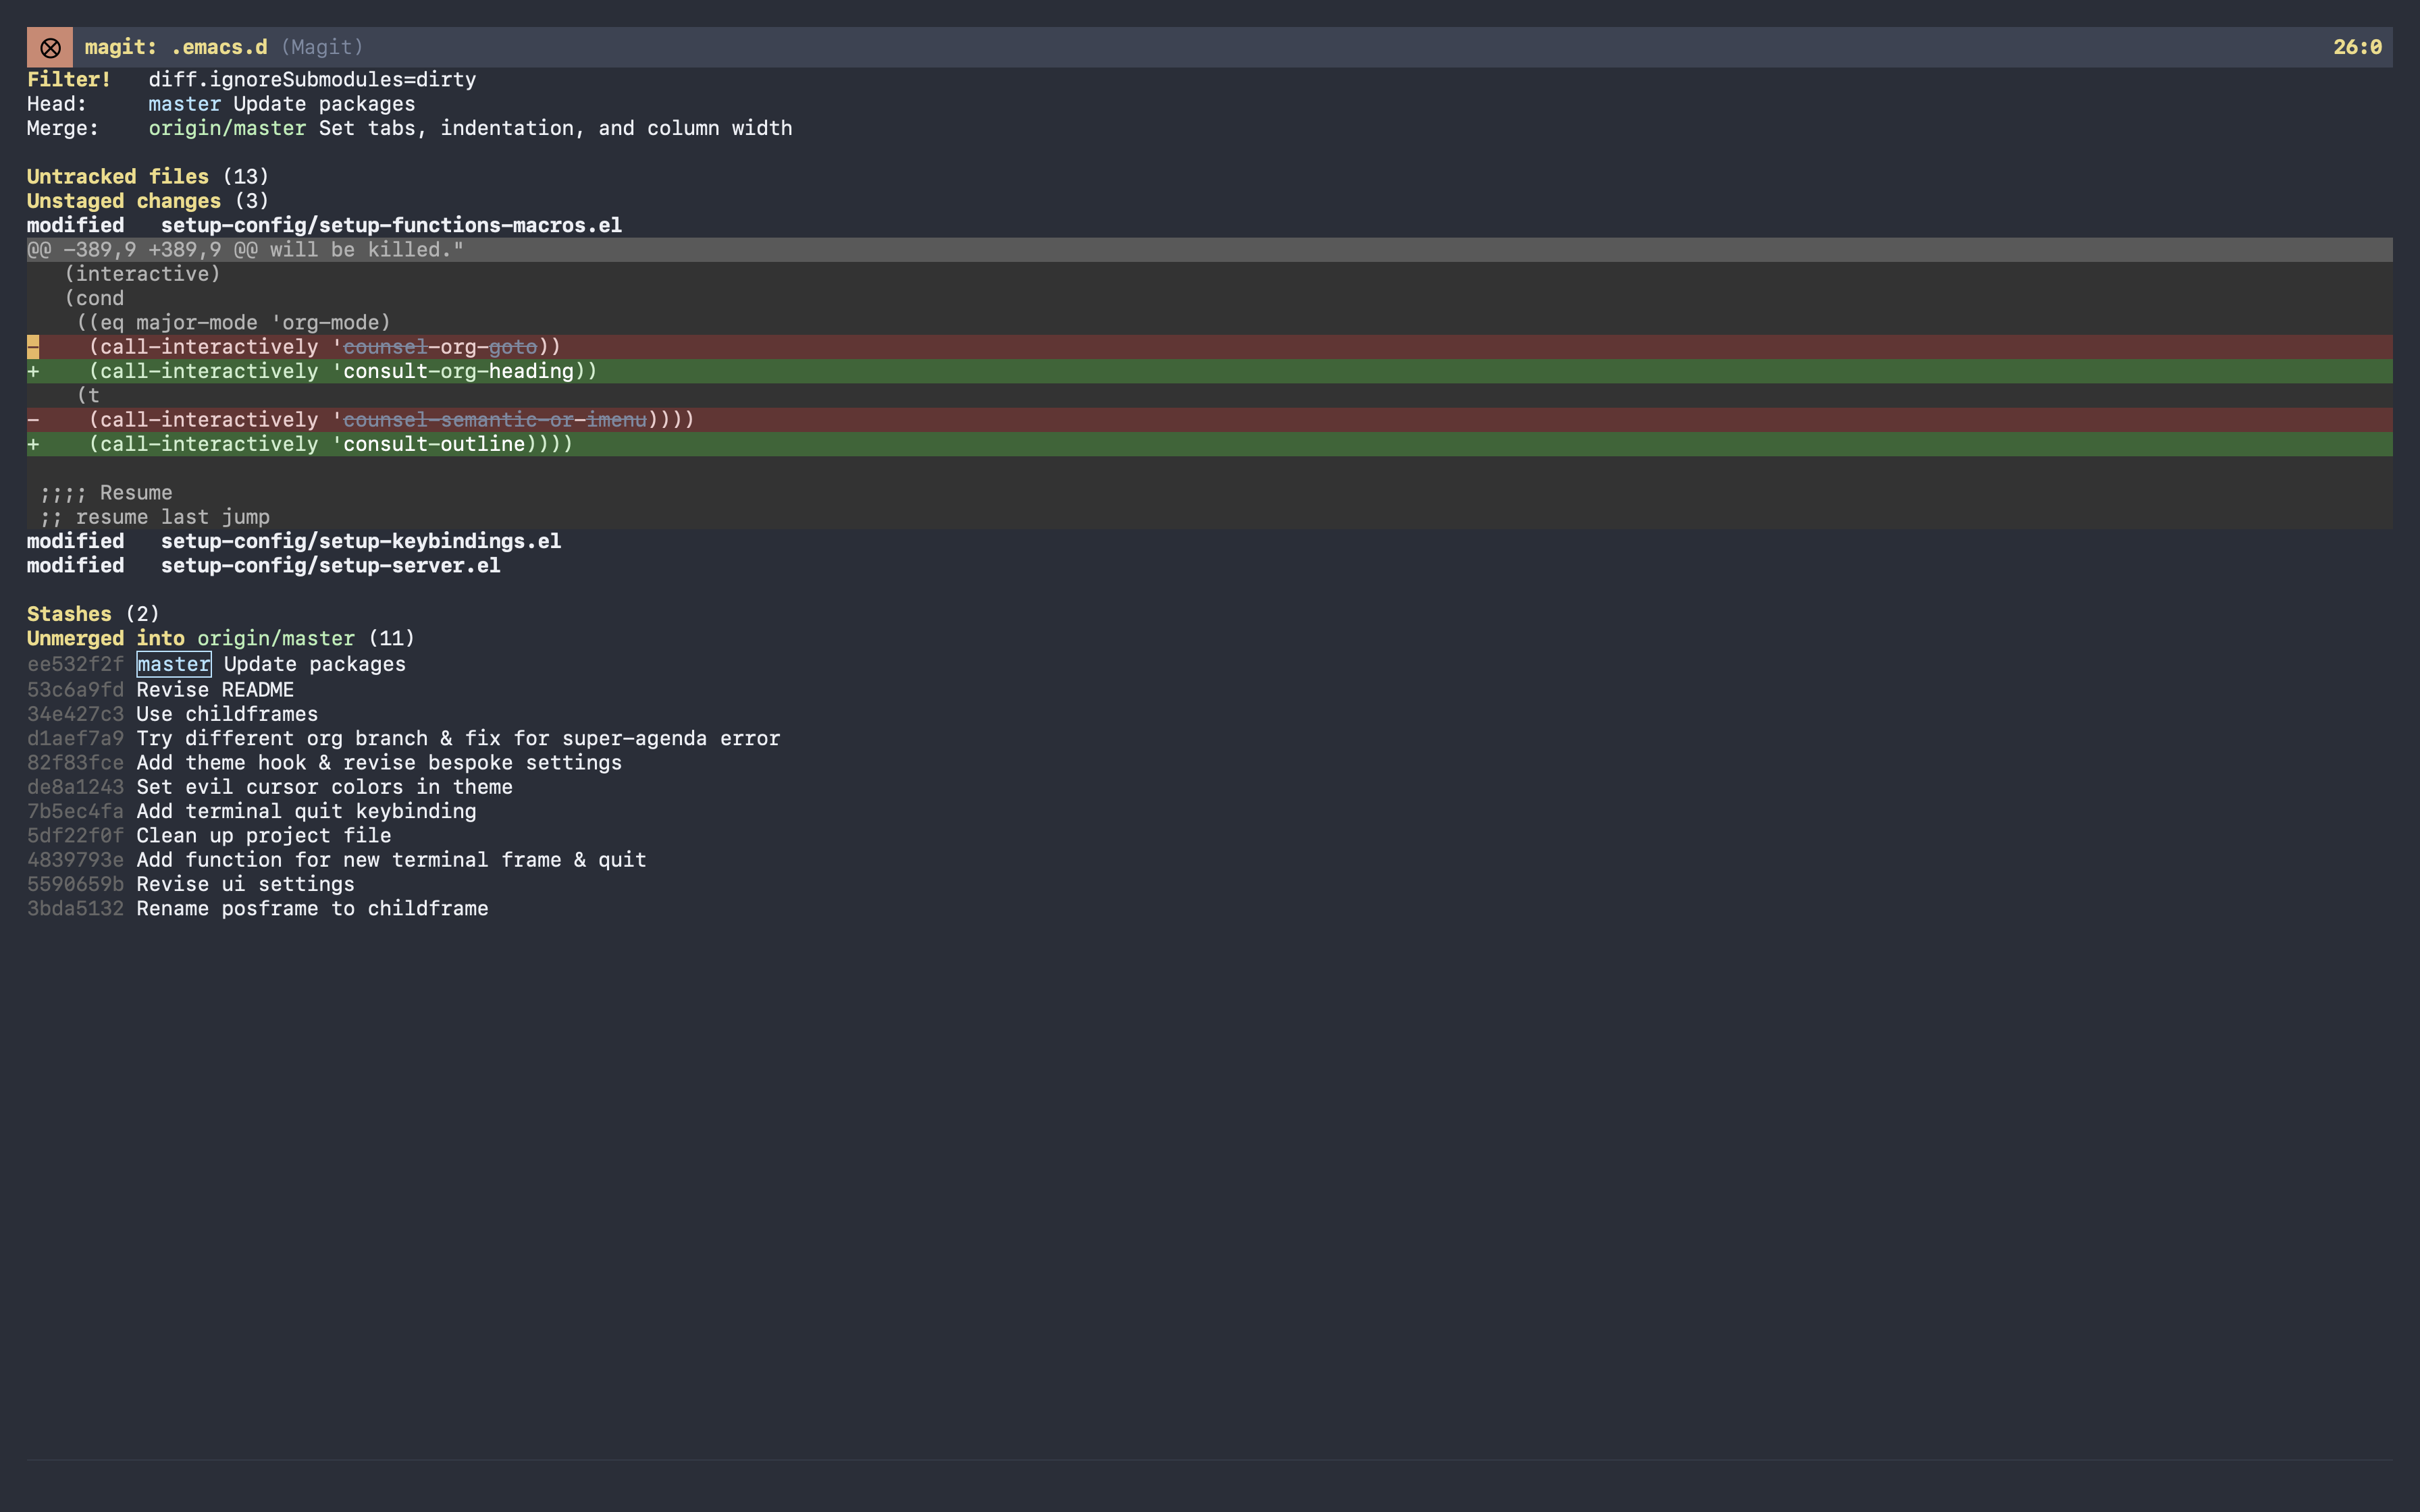 magit: .emacs.d (Magit) 26:0
Filter!   diff.ignoreSubmodules=dirty
Head:     master Update packages
Merge:    origin/master Set tabs, indentation, and column width
Untracked files (13)
Unstaged changes (3)
modified   setup-config/setup-functions-macros.el
@@ -389,9 +389,9 @@ will be killed."
   (interactive)
   (cond
    ((eq major-mode 'org-mode)
-    (call-interactively 'counsel-org-goto))
+    (call-interactively 'consult-org-heading))
    (t
-    (call-interactively 'counsel-semantic-or-imenu))))
+    (call-interactively 'consult-outline))))
 ;;;; Resume
 ;; resume last jump
modified   setup-config/setup-keybindings.el
modified   setup-config/setup-server.el
Stashes (2)
Unmerged into origin/master (11)
ee532f2f master Update packages
53c6a9fd Revise README
34e427c3 Use childframes
d1aef7a9 Try different org branch & fix for super-agenda error
82f83fce Add theme hook & revise bespoke settings
de8a1243 Set evil cursor colors in theme
7b5ec4fa Add terminal quit keybinding
5df22f0f Clean up project file
4839793e Add function for new terminal frame & quit
5590659b Revise ui settings
3bda5132 Rename posframe to childframe